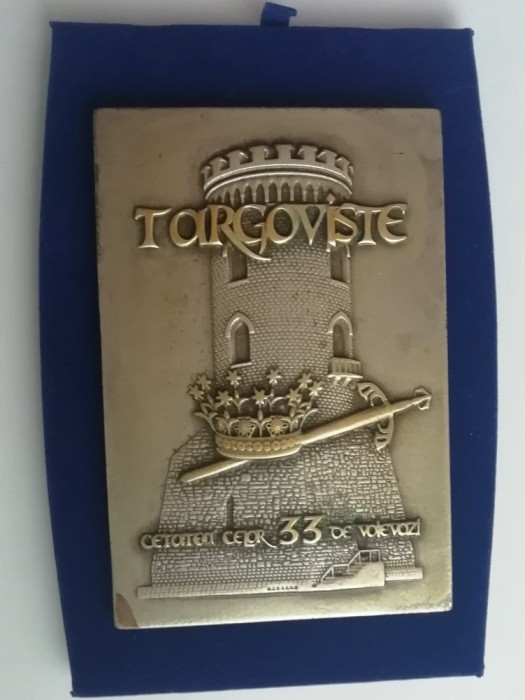 TARGOVISTE
CETATEA CELOR 33 DE VOIEVOZI